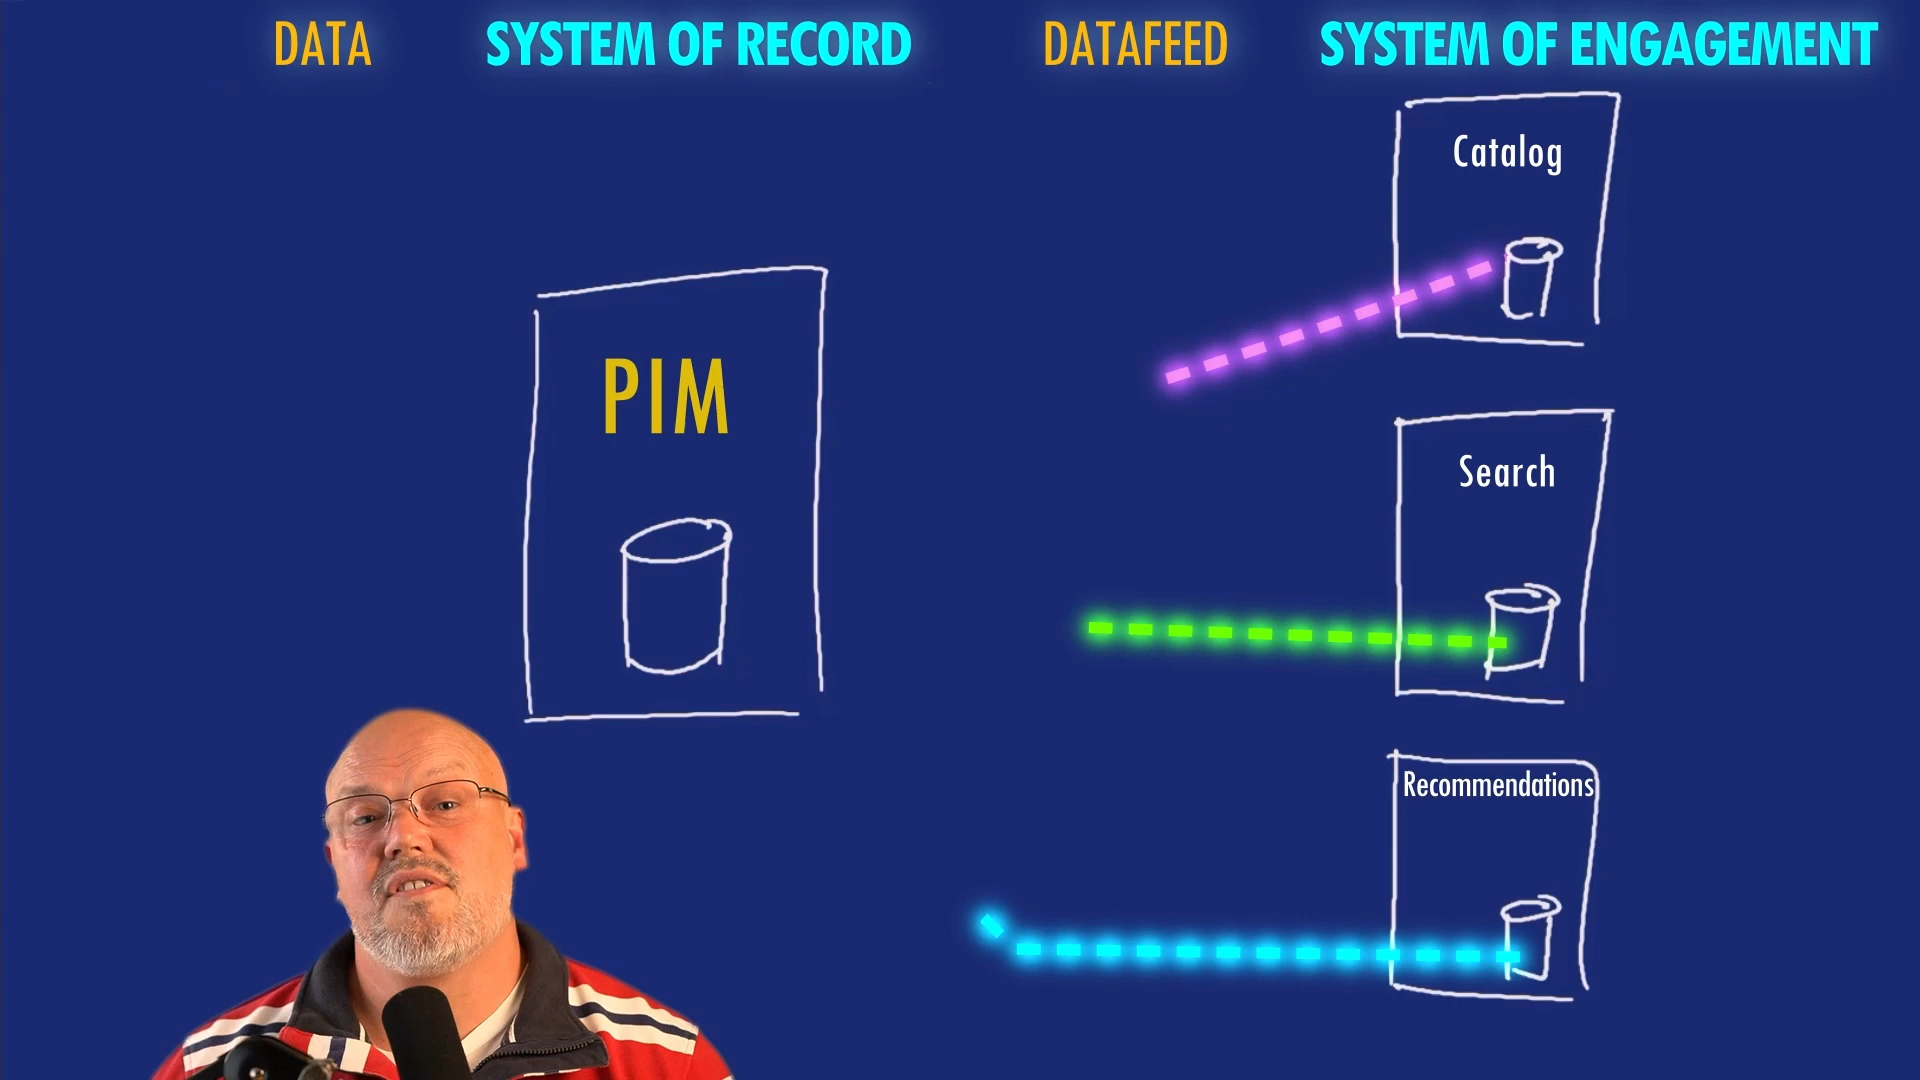 DATA
SYSTEM OF RECORD
DATAFEED
SYSTEM OF ENGAGEMENT
Catalog
PIM
Search
Recommendations